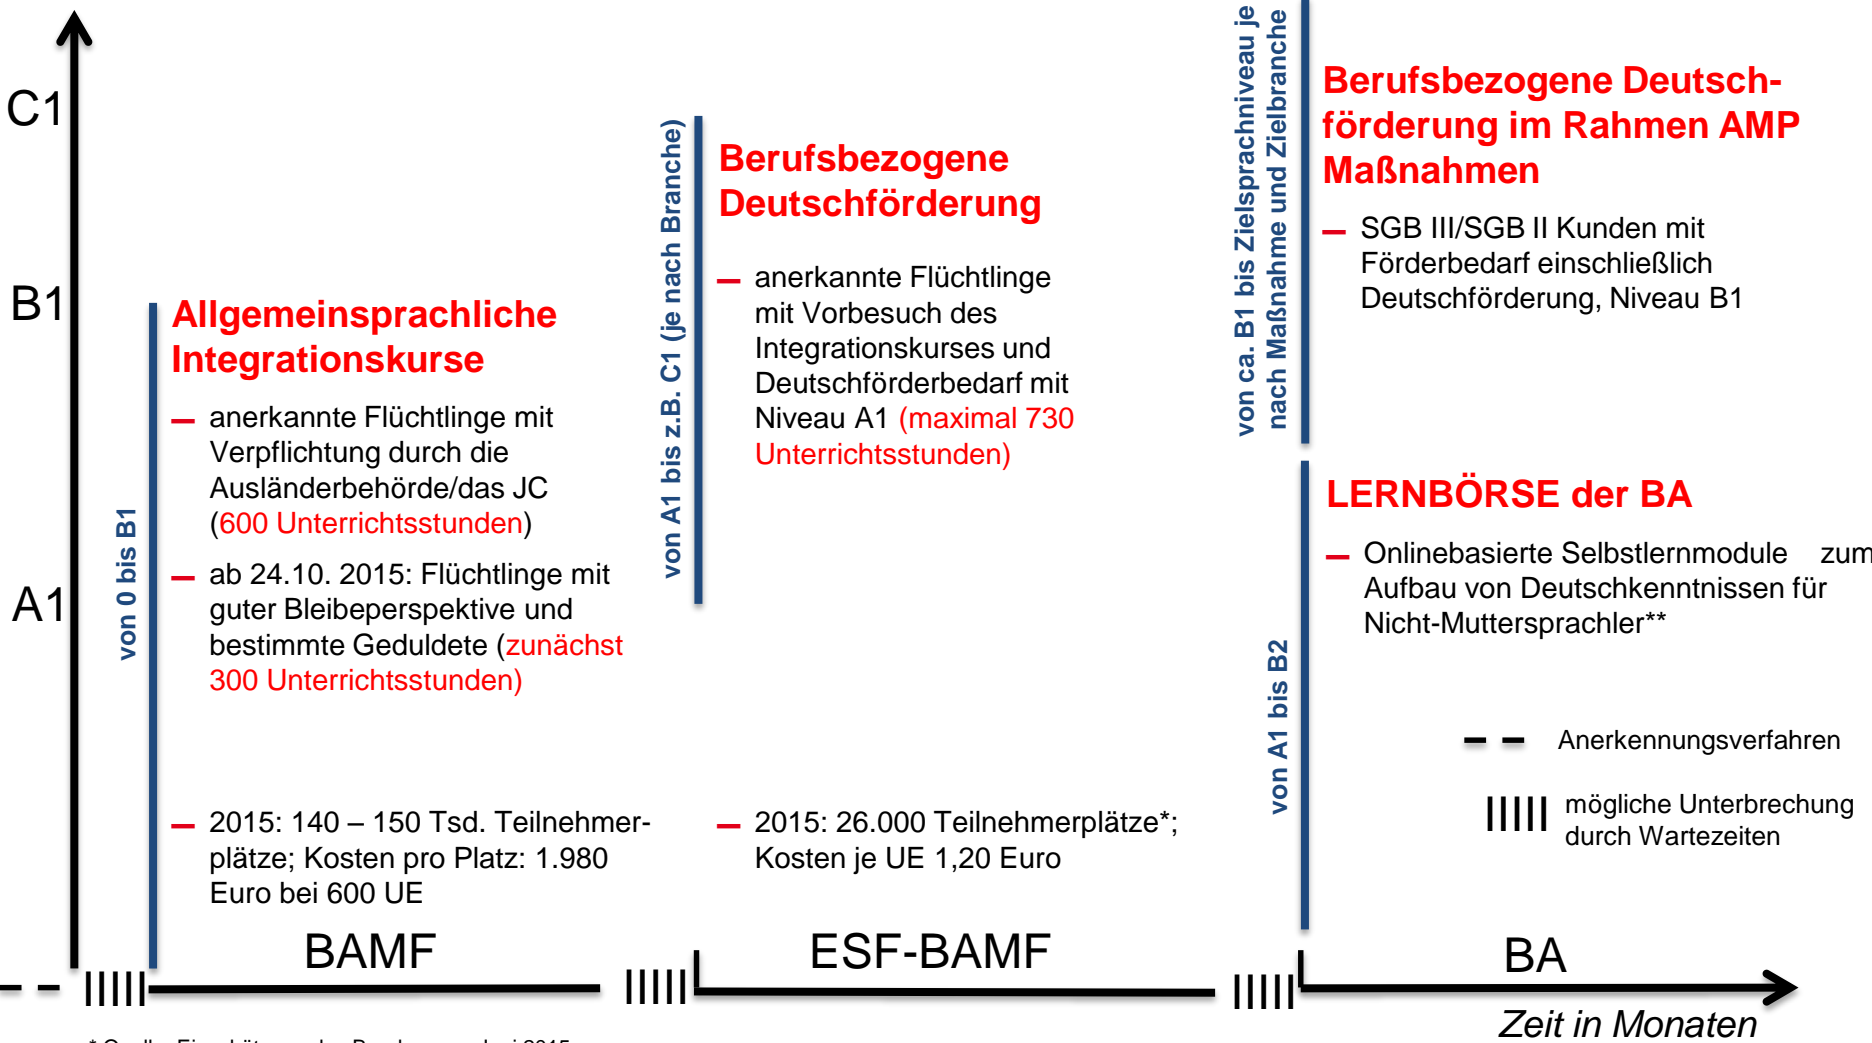 C1
B1
A1
von 0 bis B1
Allgemeinsprachliche
Integrationskurse
anerkannte Flüchtlinge mit
Verpflichtung durch die
Ausländerbehörde/das JC
(600 Unterrichtsstunden)
ab 24.10. 2015: Flüchtlinge mit
guter Bleibeperspektive und
bestimmte Geduldete (zunächst
300 Unterrichtsstunden)
2015: 140 – 150 Tsd. Teilnehmer-
plätze; Kosten pro Platz: 1.980
Euro bei 600 UE
BAMF
von A1 bis z.B. C1 (je nach Branche)
Berufsbezogene
Deutschförderung
anerkannte Flüchtlinge
mit Vorbesuch des
Integrationskurses und
Deutschförderbedarf mit
Niveau A1 (maximal 730
Unterrichtsstunden)
2015: 26.000 Teilnehmerplätze*;
Kosten je UE 1,20 Euro
ESF-BAMF
von ca. B1 bis Zielsprachniveau je
nach Maßnahme und Zielbranche
Berufsbezogene Deutsch-
förderung im Rahmen AMP
Maßnahmen
SGB III/SGB II Kunden mit
Förderbedarf einschließlich
Deutschförderung, Niveau B1
von A1 bis B2
LERNBÖRSE der BA
Onlinebasierte Selbstlernmodule zum
Aufbau von Deutschkenntnissen für
Nicht-Muttersprachler**
Anerkennungsverfahren
mögliche Unterbrechung
durch Wartezeiten
BA
Zeit in Monaten